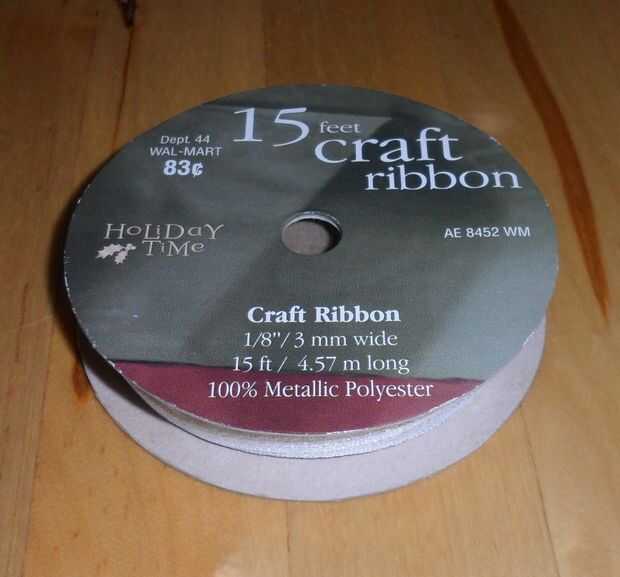 15 feet
craft
ribbon
Dept. 44
WAL-MART
83¢
HOLiDAY
TiMe
AE 8452 WM
Craft Ribbon
1/8"/3 mm wide
15 ft/ 4.57 m long
100% Metallic Polyester